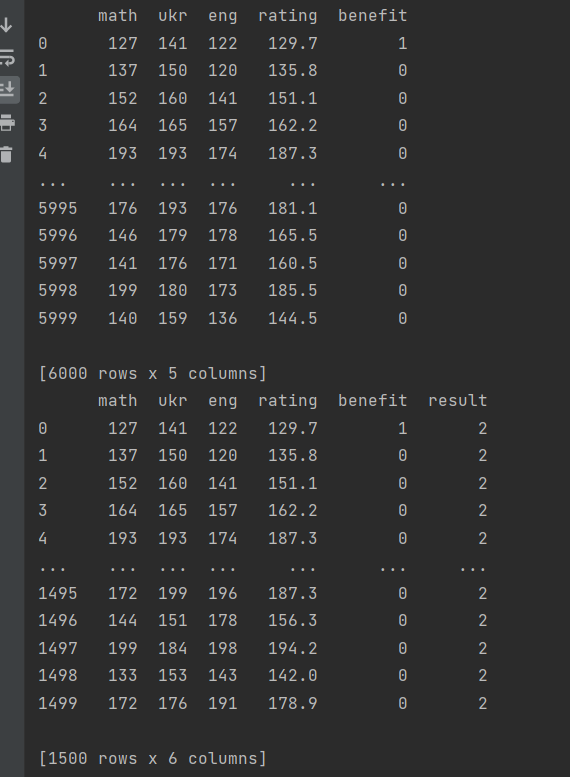 math ukr eng rating benefit
0 127 141 122 129.7 1
1 137 150 120 135.8 0
2 152 160 141 151.1 0
3 164 165 157 162.2 0
4 193 193 174 187.3 0
... ... ... ... ... ...
5995 176 193 176 181.1 0
5996 146 179 178 165.5 0
5997 141 176 171 160.5 0
5998 199 180 173 185.5 0
5999 140 159 136 144.5 0
[6000 rows x 5 columns]
math ukr eng rating benefit result
0 127 141 122 129.7 1 2
1 137 150 120 135.8 0 2
2 152 160 141 151.1 0 2
3 164 165 157 162.2 0 2
4 193 193 174 187.3 0 2
... ... ... ... ... ... ...
1495 172 199 196 187.3 0 2
1496 144 151 178 156.3 0 2
1497 199 184 198 194.2 0 2
1498 133 153 143 142.0 0 2
1499 172 176 191 178.9 0 2
[1500 rows x 6 columns]